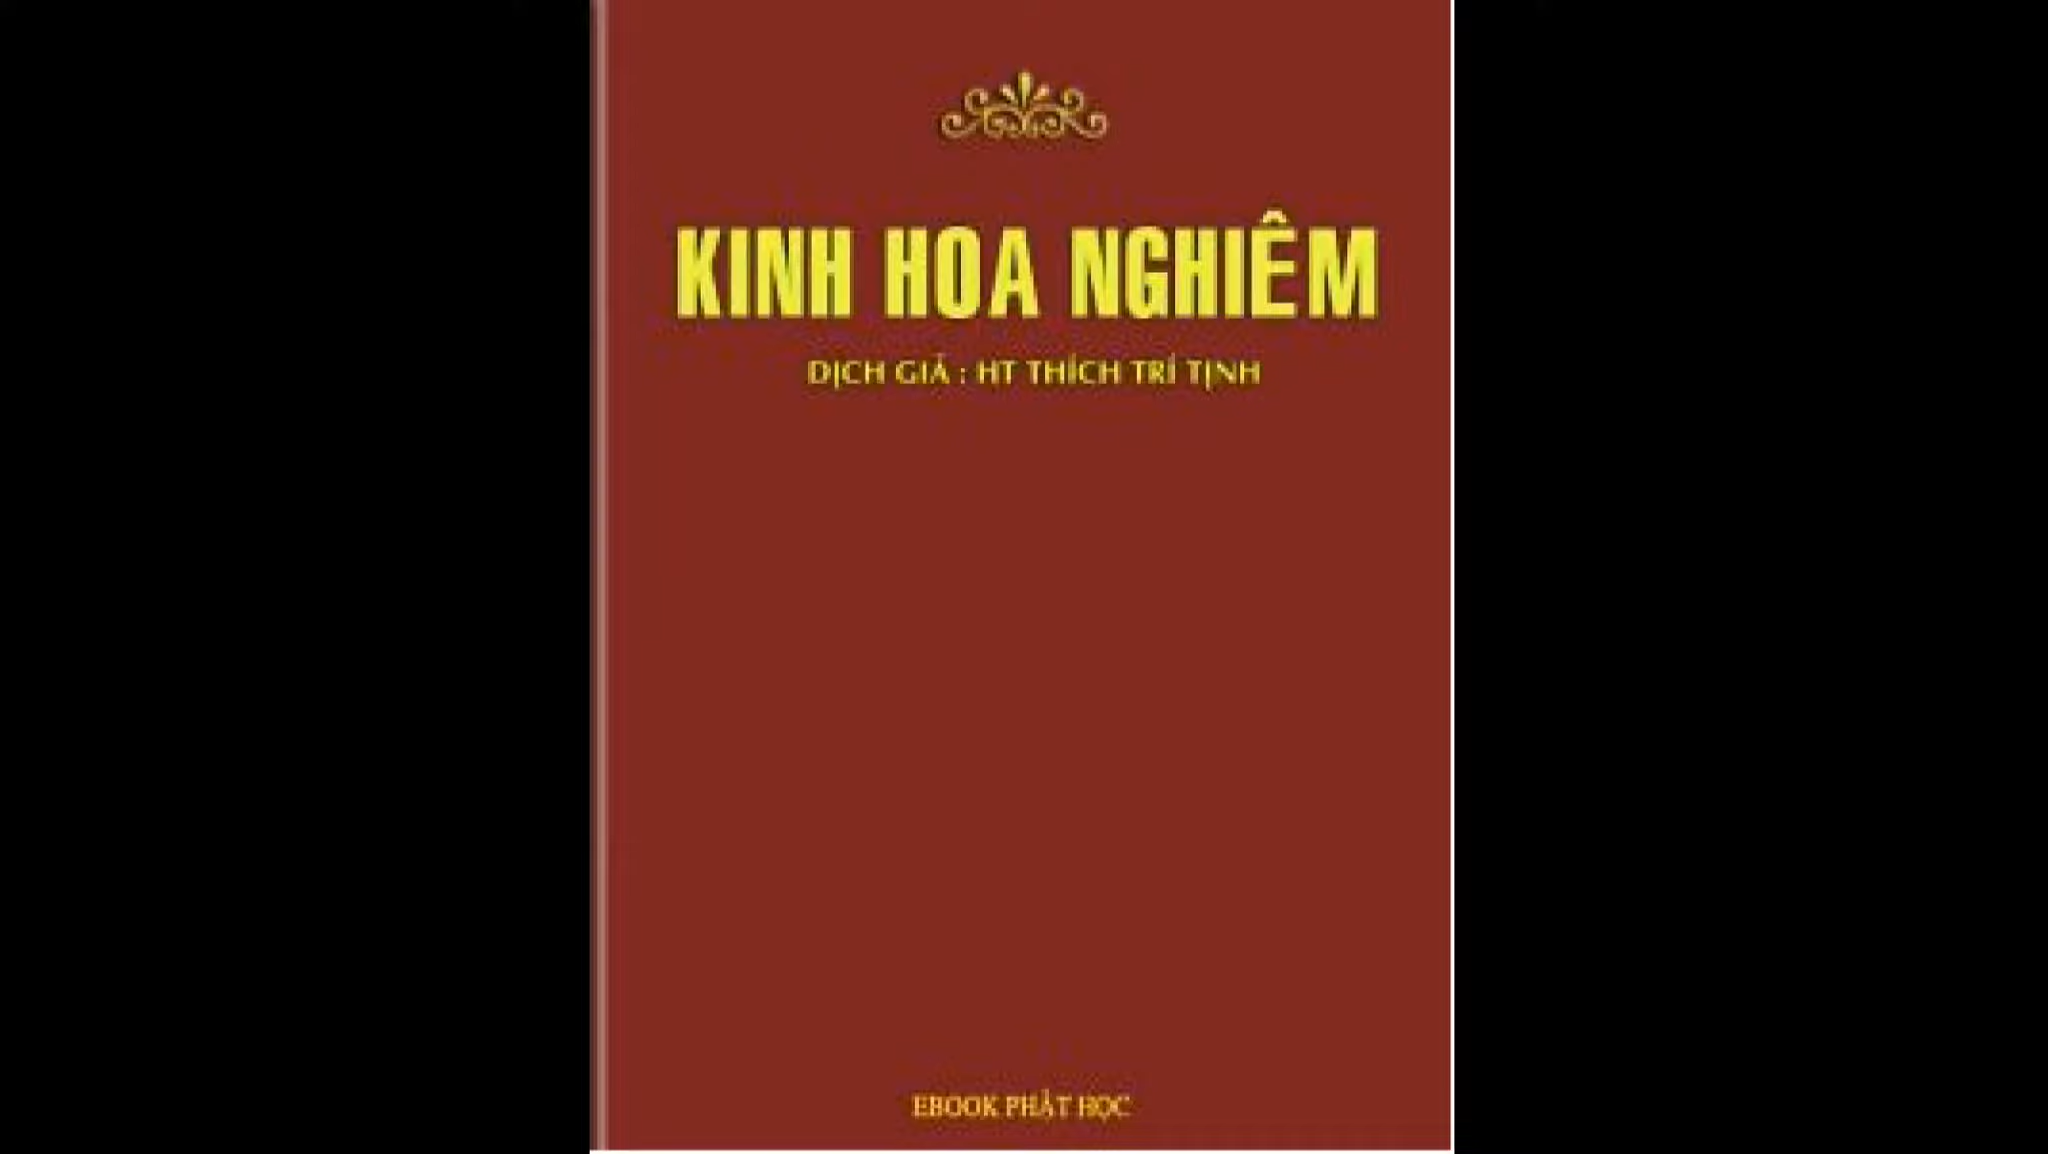 KINH HOA NGHIÊM
DỊCH GIẢ : HT THÍCH TRÍ TỊNH
EBOOK PHẬT HỌC